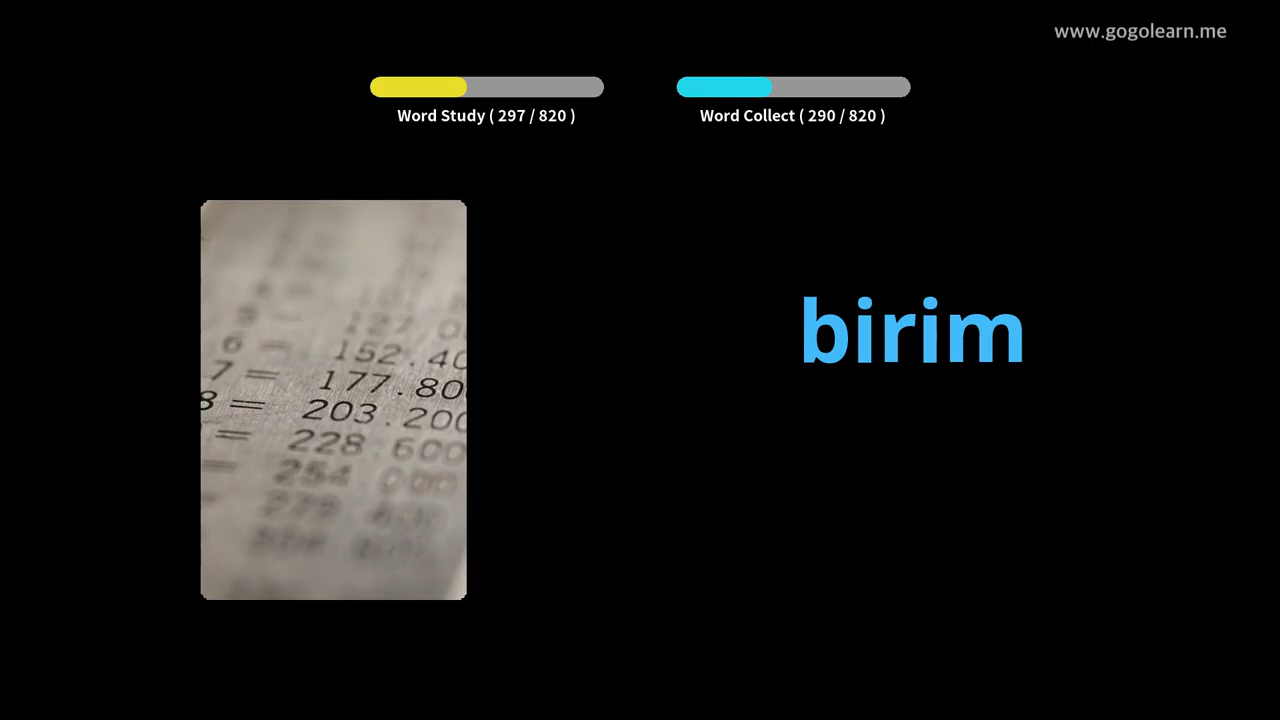 www.gogolearn.me
Word Study ( 297 / 820 )
Word Collect ( 290 / 820 )
birim
6 = 152.40
7 = 177.80
8 = 203.200
= 228.600
= 254 000